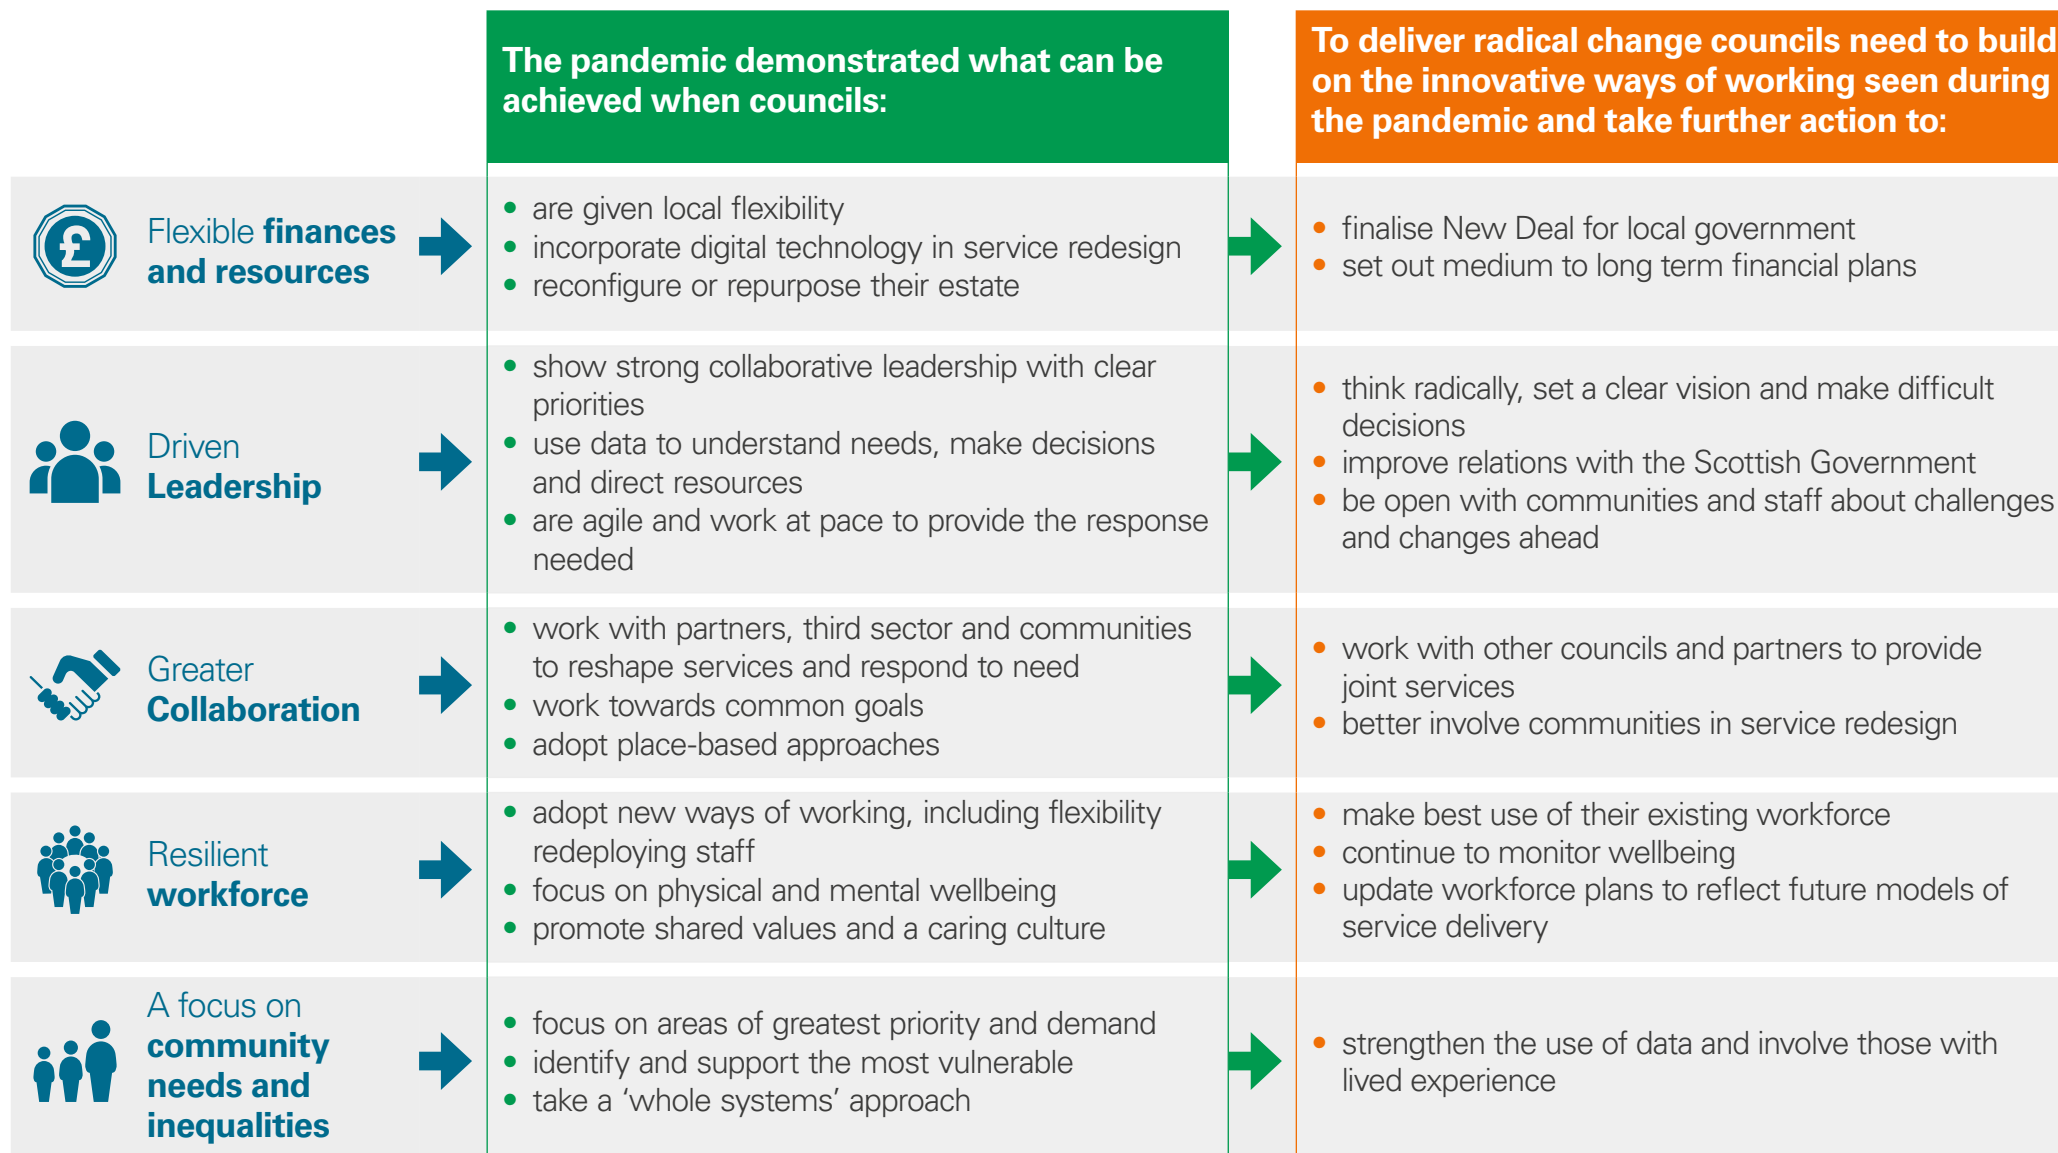 The pandemic demonstrated what can be
achieved when councils:
To deliver radical change councils need to build
on the innovative ways of working seen during
the pandemic and take further action to:
£
Flexible finances
and resources
• are given local flexibility
• incorporate digital technology in service redesign
• reconfigure or repurpose their estate
• finalise New Deal for local government
• set out medium to long term financial plans
Driven
Leadership
• show strong collaborative leadership with clear
priorities
• use data to understand needs, make decisions
and direct resources
• are agile and work at pace to provide the response
needed
• think radically, set a clear vision and make difficult
decisions
• improve relations with the Scottish Government
• be open with communities and staff about challenges
and changes ahead
Greater
Collaboration
• work with partners, third sector and communities
to reshape services and respond to need
• work towards common goals
• adopt place-based approaches
• work with other councils and partners to provide
joint services
• better involve communities in service redesign
Resilient
workforce
• adopt new ways of working, including flexibility
redeploying staff
• focus on physical and mental wellbeing
• promote shared values and a caring culture
• make best use of their existing workforce
• continue to monitor wellbeing
• update workforce plans to reflect future models of
service delivery
A focus on
community
needs and
inequalities
• focus on areas of greatest priority and demand
• identify and support the most vulnerable
• take a ‘whole systems’ approach
• strengthen the use of data and involve those with
lived experience